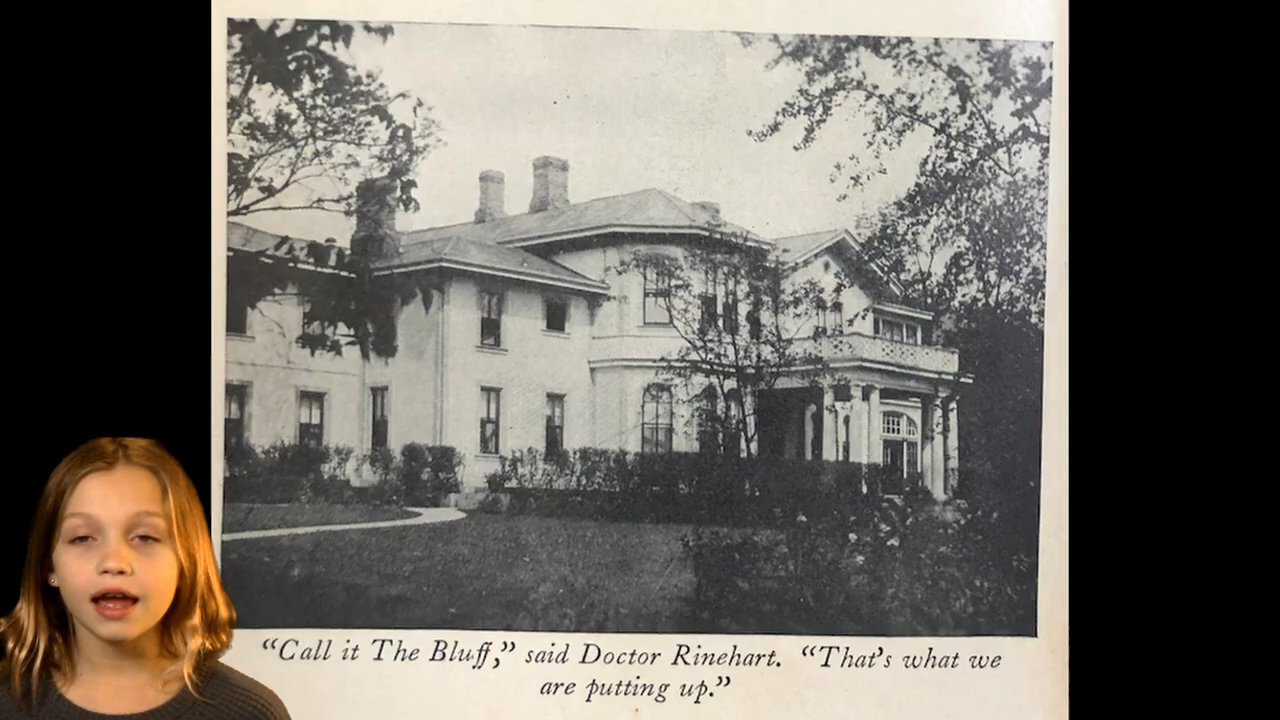 “Call it The Bluff,” said Doctor Rinehart. “That's what we
are putting up.”